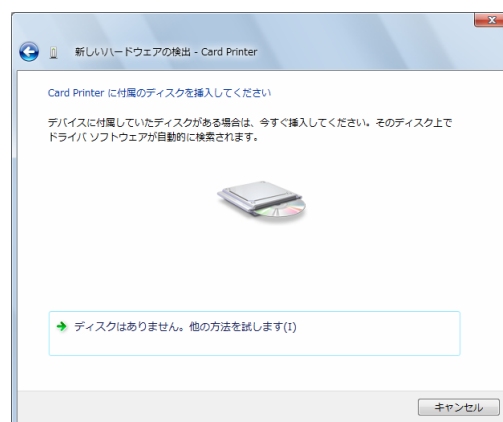 新しいハードウェアの検出 - Card Printer
Card Printer に付属のディスクを挿入してください
デバイスに付属していたディスクがある場合は、今すぐ挿入してください。そのディスク上で
ドライバ ソフトウェアが自動的に検索されます。
ディスクはありません。他の方法を試します(I)
キャンセル